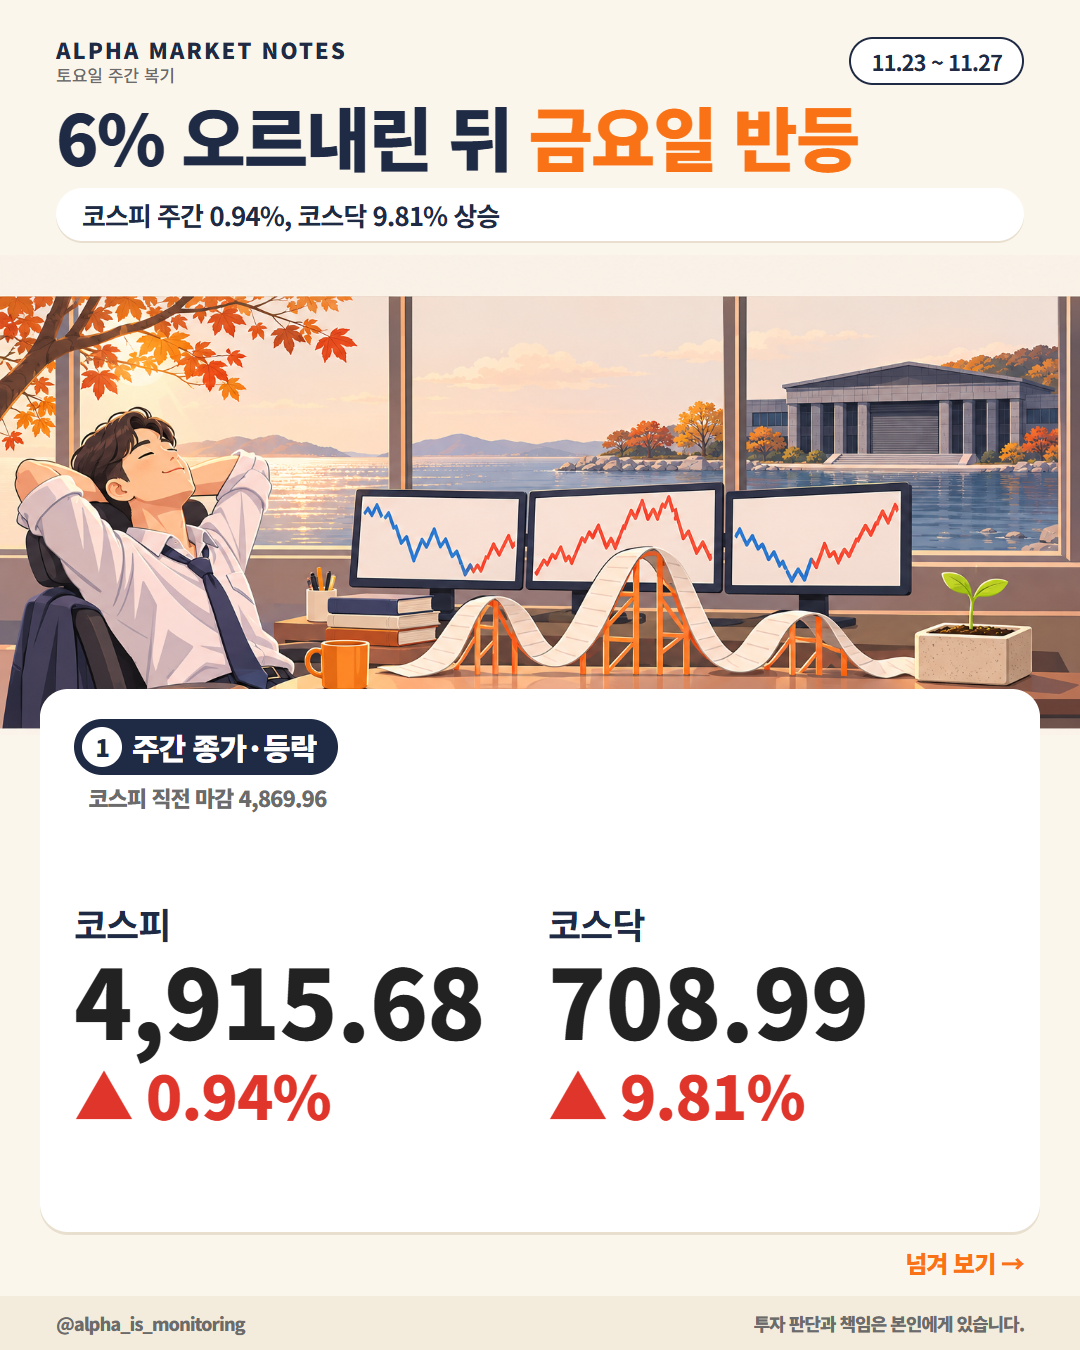 ALPHA MARKET NOTES
토요일 주간 복기
11.23 ~ 11.27
6% 오르내린 뒤 금요일 반등
코스피 주간 0.94%, 코스닥 9.81% 상승
1 주간 종가·등락
코스피 직전 마감 4,869.96
코스피
4,915.68
▲ 0.94%
코스닥
708.99
▲ 9.81%
넘겨 보기 →
@alpha_is_monitoring
투자 판단과 책임은 본인에게 있습니다.